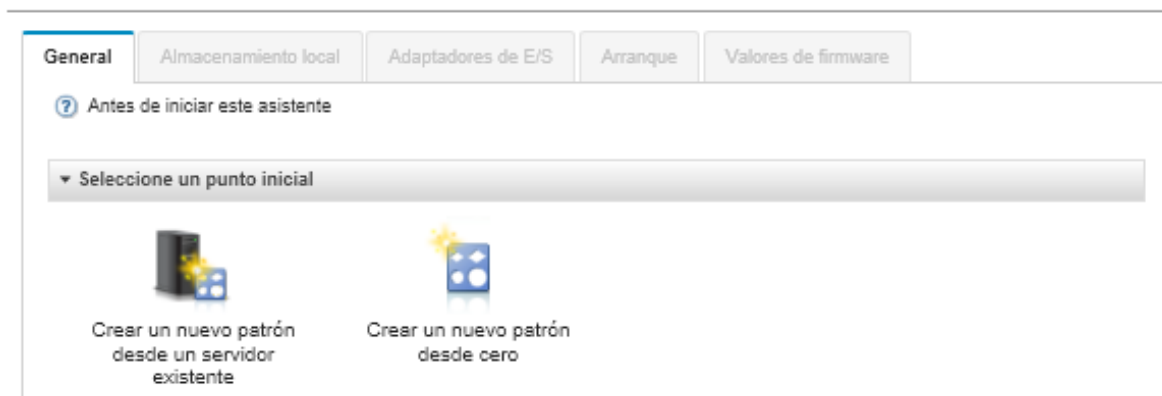 General
Almacenamiento local
Adaptadores de E/S
Arranque
Valores de firmware
? Antes de iniciar este asistente
Seleccione un punto inicial
Crear un nuevo patrón
desde un servidor
existente
Crear un nuevo patrón
desde cero